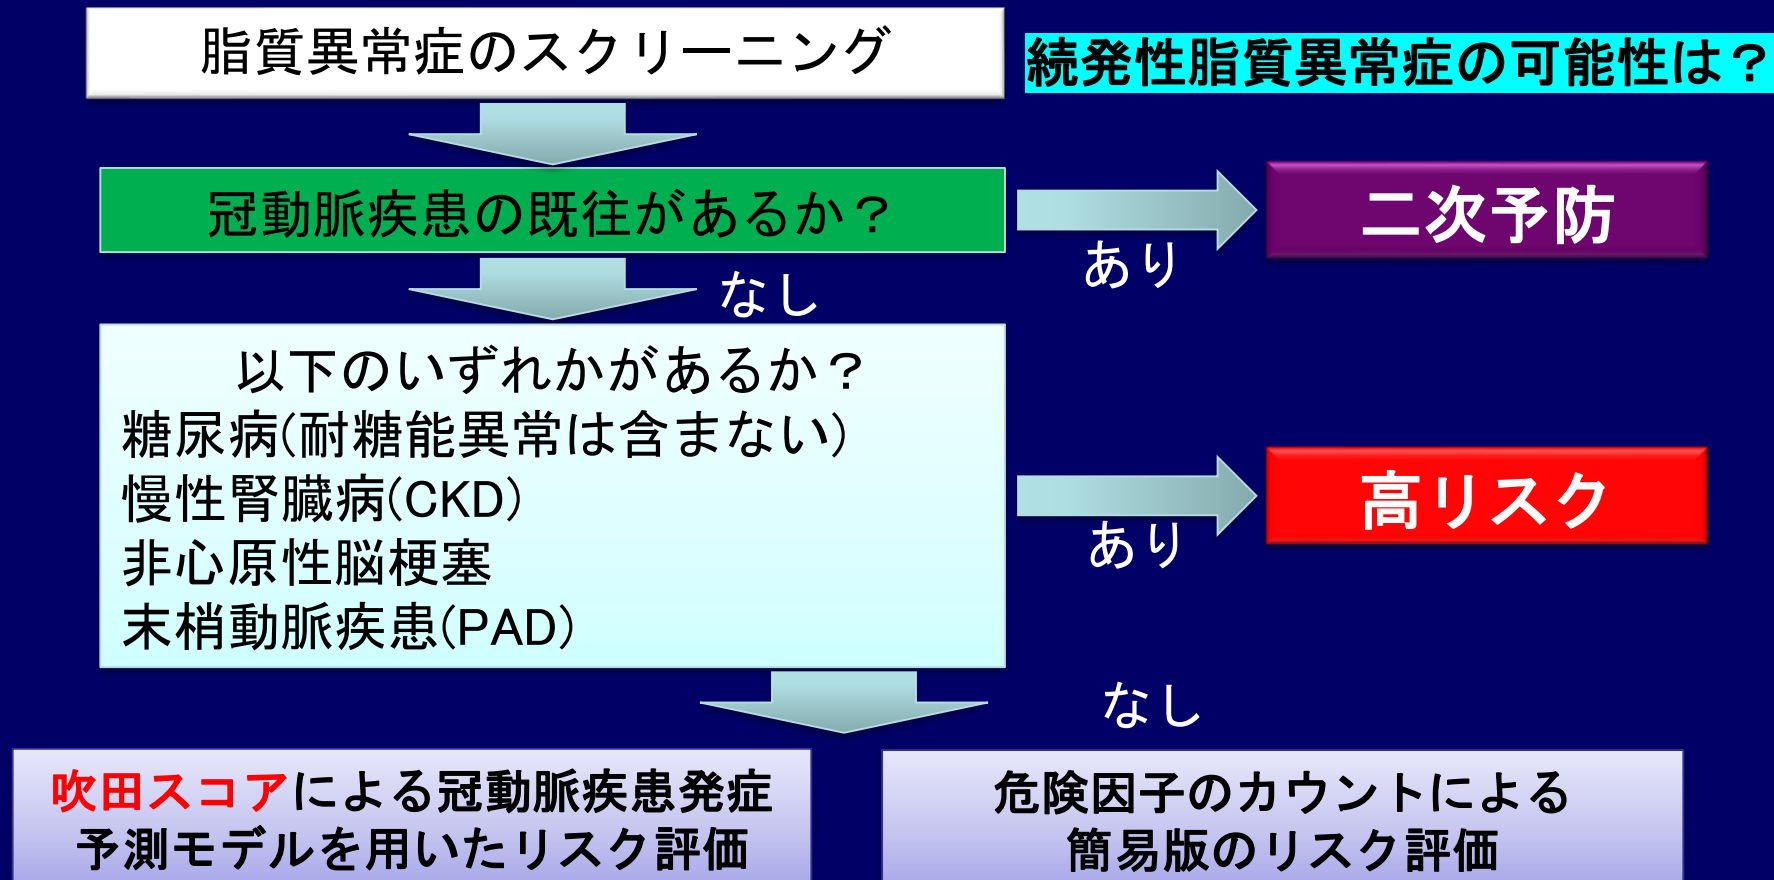 脂質異常症のスクリーニング
続発性脂質異常症の可能性は？
冠動脈疾患の既往があるか？
あり
二次予防
なし
以下のいずれかがあるか？
糖尿病(耐糖能異常は含まない)
慢性腎臓病(CKD)
非心原性脳梗塞
末梢動脈疾患(PAD)
あり
高リスク
なし
吹田スコアによる冠動脈疾患発症
予測モデルを用いたリスク評価
危険因子のカウントによる
簡易版のリスク評価